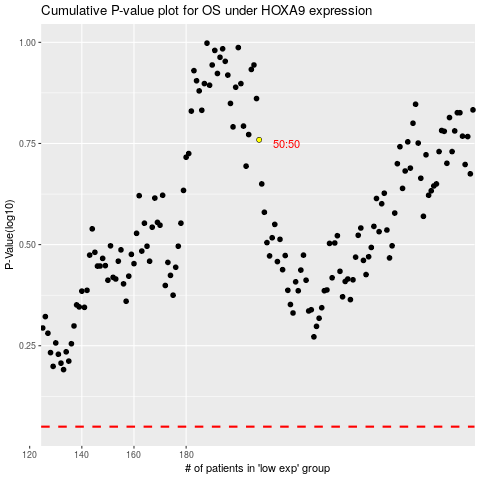 Cumulative P-value plot for OS under HOXA9 expression
P-Value(log10)
1.00
0.75
0.50
0.25
50:50
120 140 160 180
# of patients in 'low exp' group